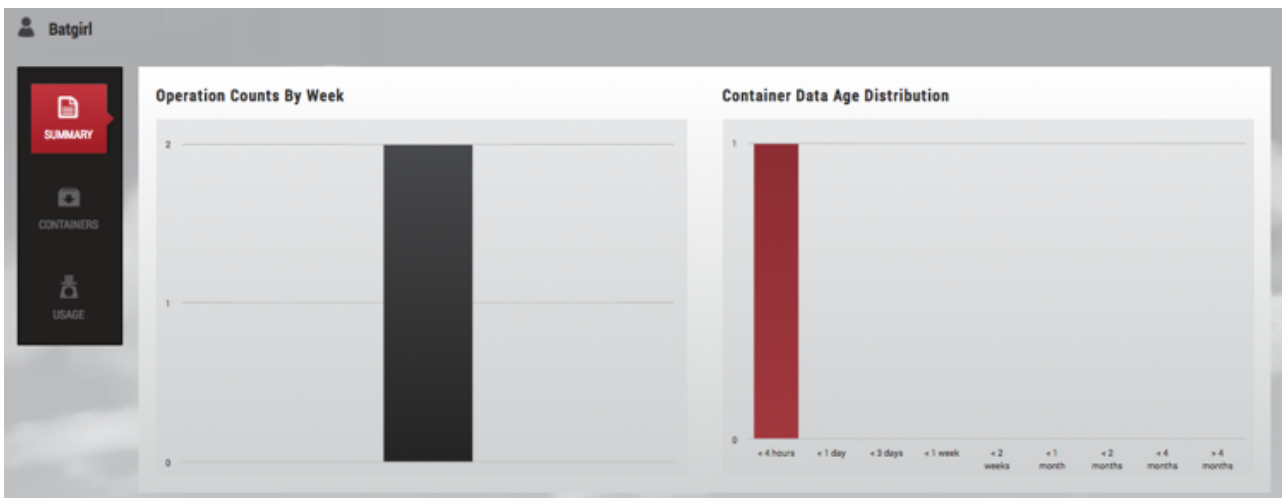 Batgirl
SUMMARY
CONTAINERS
USAGE
Operation Counts By Week
2
1
0
Container Data Age Distribution
1
0
< 4 hours
< 1 day
< 3 days
< 1 week
< 2
weeks
< 1
month
< 2
months
< 4
months
> 4
months